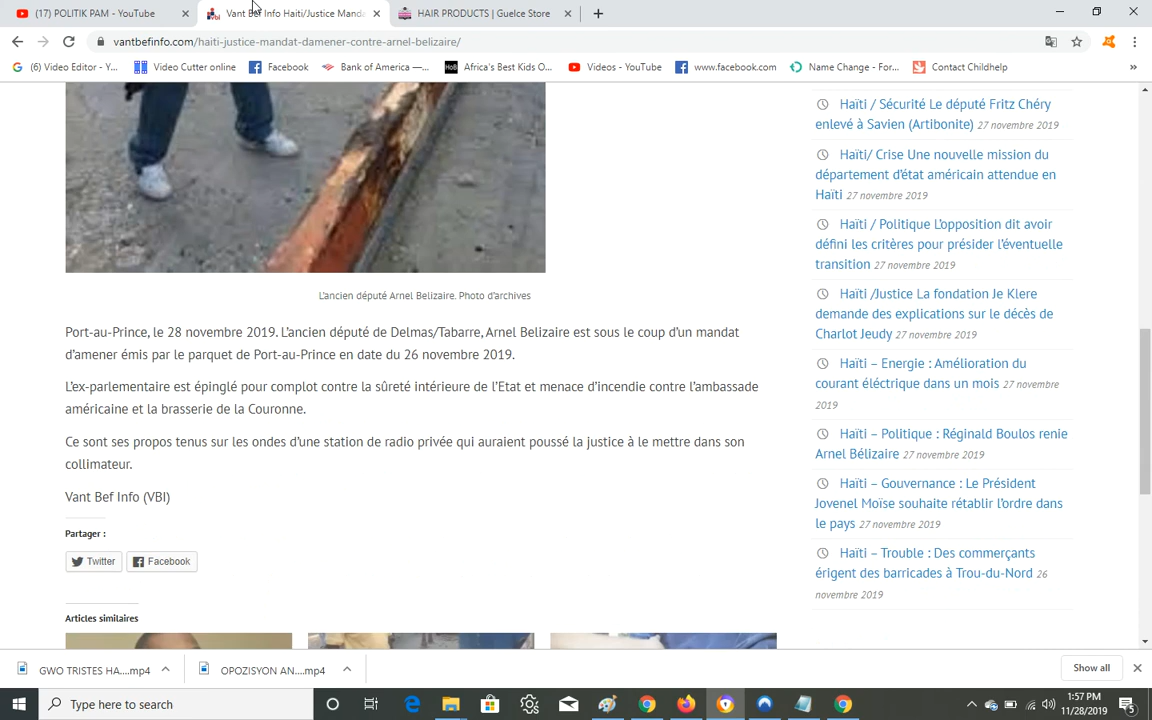 (17) POLITIK PAM - YouTube
Vant Bef Info Haiti/Justice Manda
HAIR PRODUCTS | Guelce Store
vantbefinfo.com/haiti-justice-mandat-damener-contre-arnel-belizaire/
(6) Video Editor - Y...
Video Cutter online
Facebook
Bank of America —...
Africa's Best Kids O...
Videos - YouTube
www.facebook.com
Name Change - For...
Contact Childhelp
L'ancien député Arnel Belizaire. Photo d'archives
Port-au-Prince, le 28 novembre 2019. L'ancien député de Delmas/Tabarre, Arnel Belizaire est sous le coup d'un mandat
d'amener émis par le parquet de Port-au-Prince en date du 26 novembre 2019.
L'ex-parlementaire est épinglé pour complot contre la sûreté intérieure de l'Etat et menace d'incendie contre l'ambassade
américaine et la brasserie de la Couronne.
Ce sont ses propos tenus sur les ondes d'une station de radio privée qui auraient poussé la justice à le mettre dans son
collimateur.
Vant Bef Info (VBI)
Partager :
Twitter
Facebook
Articles similaires
Haïti / Sécurité Le député Fritz Chéry
enlevé à Savien (Artibonite) 27 novembre 2019
Haïti/ Crise Une nouvelle mission du
département d'état américain attendue en
Haïti 27 novembre 2019
Haïti / Politique L'opposition dit avoir
défini les critères pour présider l'éventuelle
transition 27 novembre 2019
Haïti /Justice La fondation Je Klere
demande des explications sur le décès de
Charlot Jeudy 27 novembre 2019
Haïti – Energie : Amélioration du
courant éléctrique dans un mois 27 novembre
2019
Haïti – Politique : Réginald Boulos renie
Arnel Bélizaire 27 novembre 2019
Haïti – Gouvernance : Le Président
Jovenel Moïse souhaite rétablir l'ordre dans
le pays 27 novembre 2019
Haïti – Trouble : Des commerçants
érigent des barricades à Trou-du-Nord 26
novembre 2019
GWO TRISTES HA....mp4
OPOZISYON AN....mp4
Show all
Type here to search
1:57 PM
11/28/2019
5